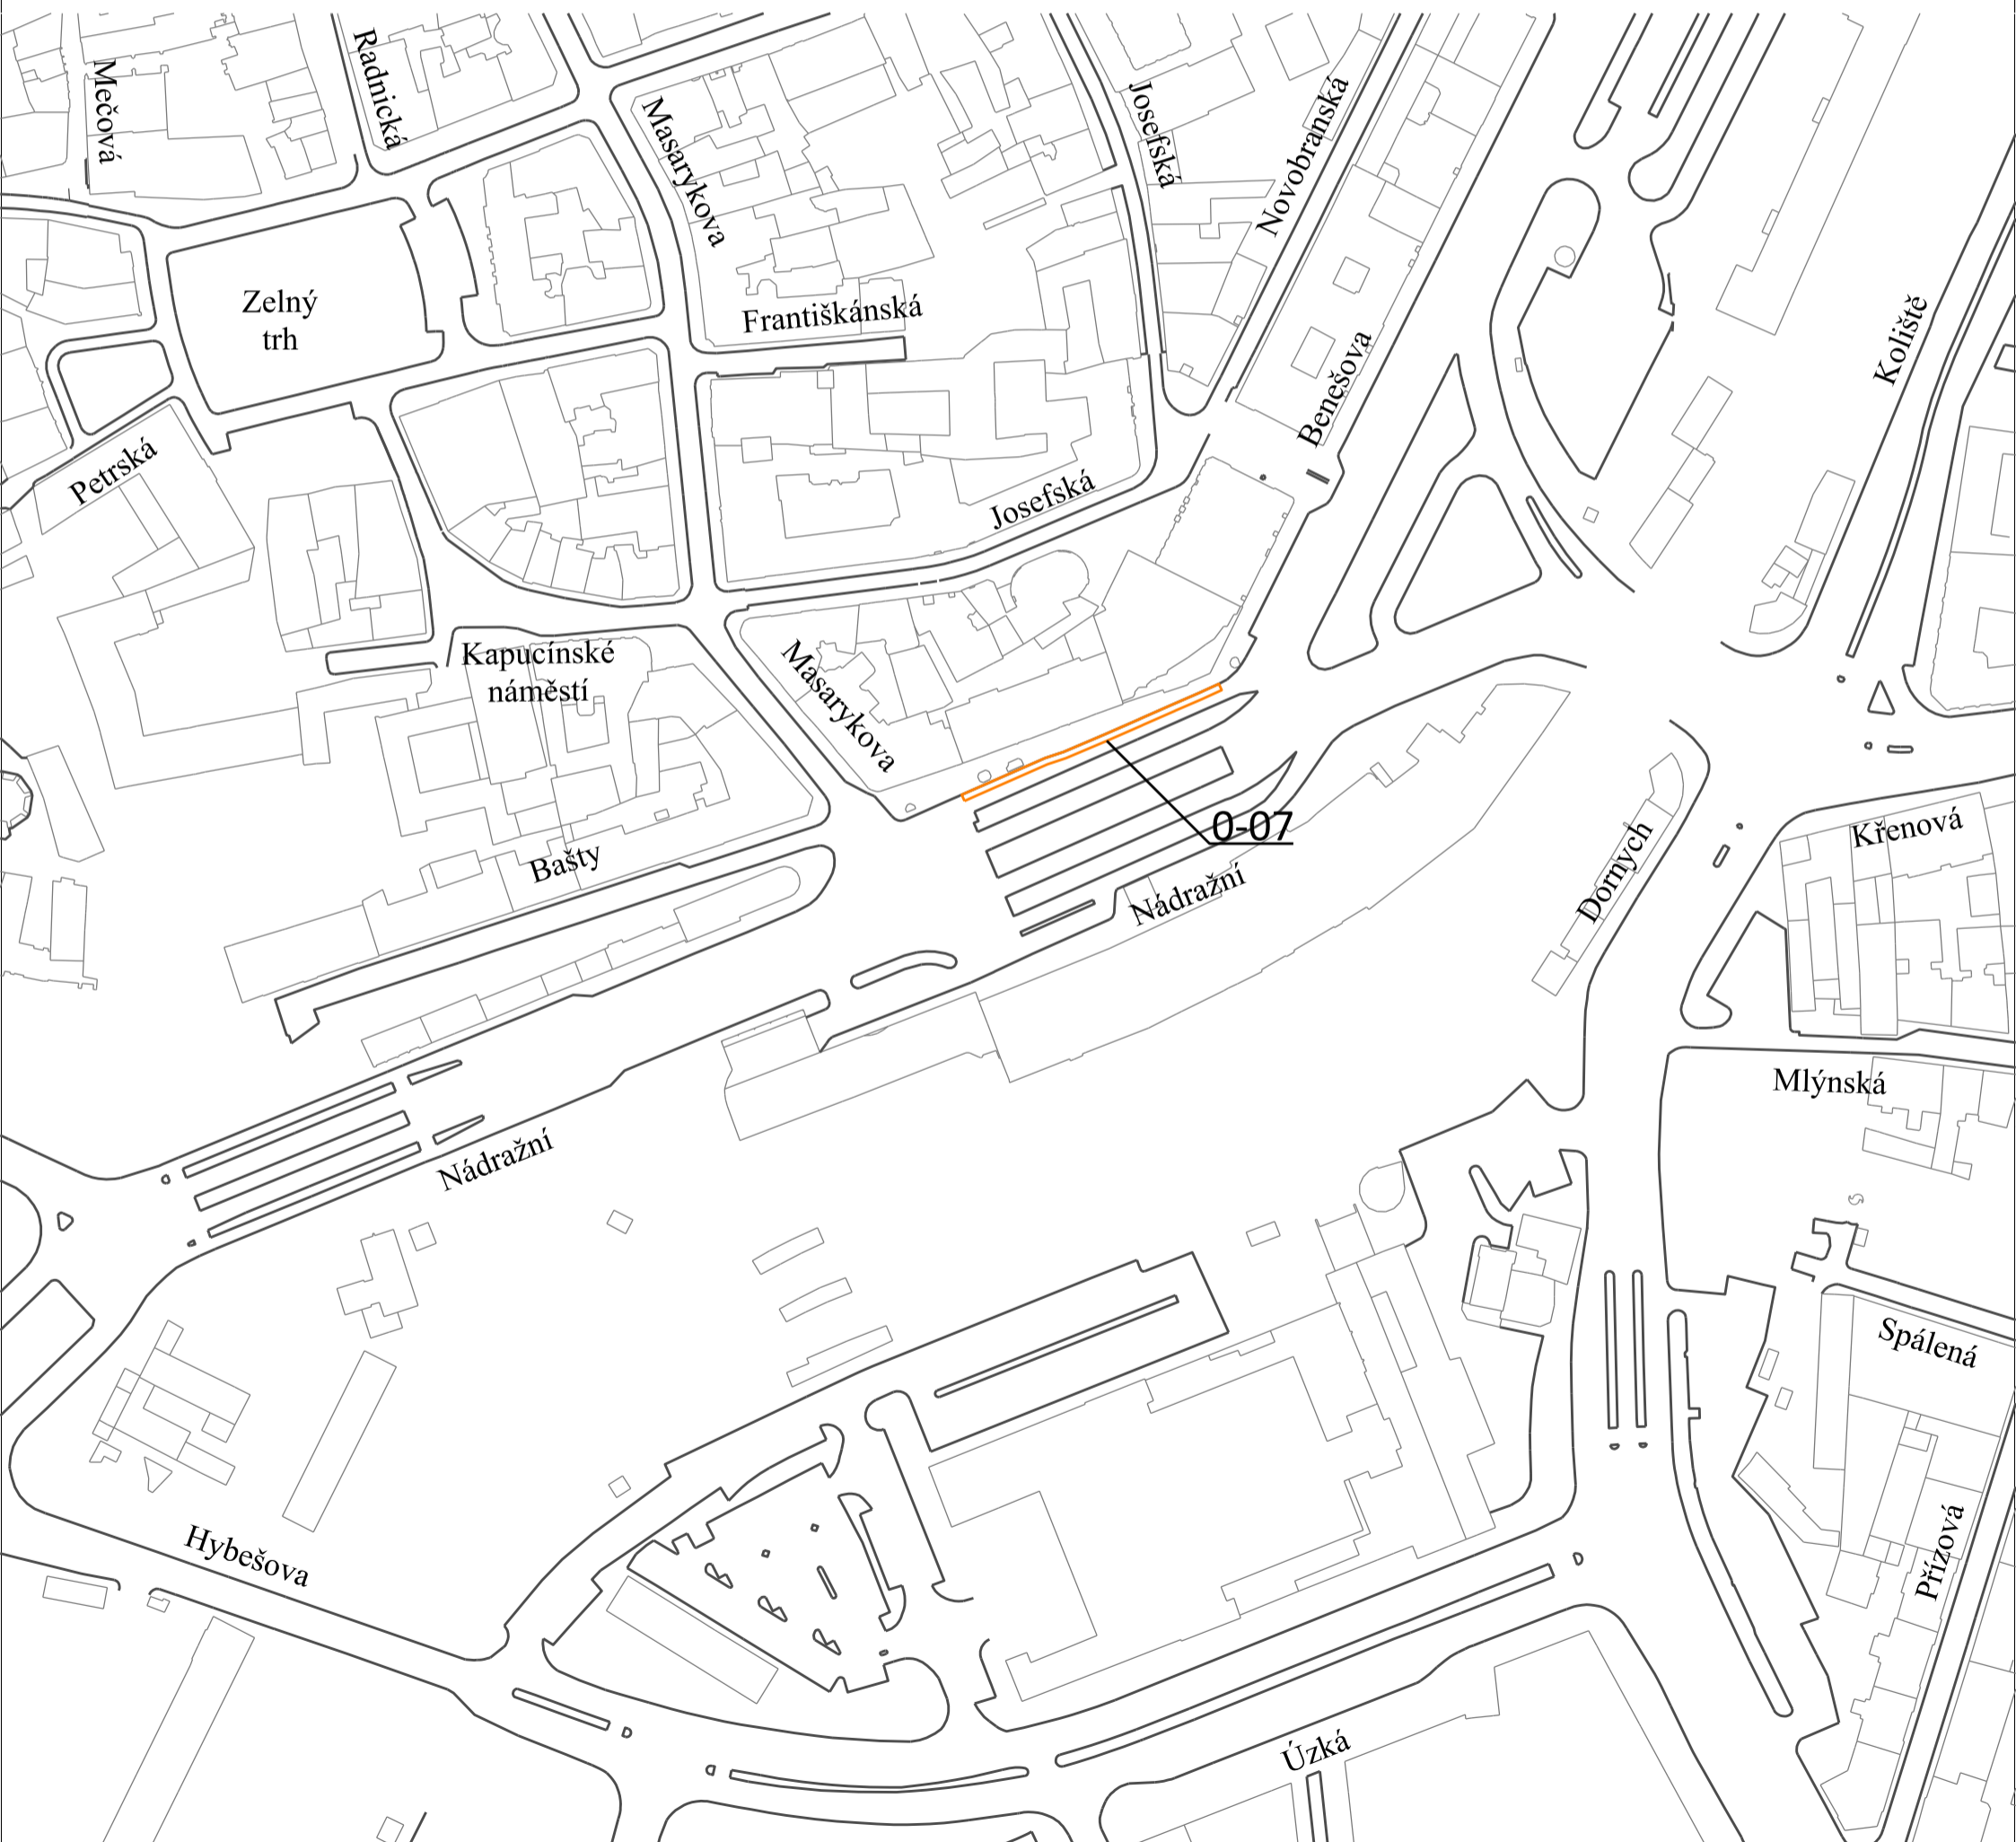 Mečová
Radnická
Masarykova
Josefská
Novobranská
Zelný
trh
Františkánská
Benešova
Koliště
Petrská
Josefská
Kapucínské
náměstí
Masarykova
0-07
Křenová
Bašty
Nádražní
Dornych
Mlýnská
Nádražní
Spálená
Hybešova
Přízová
Úzká